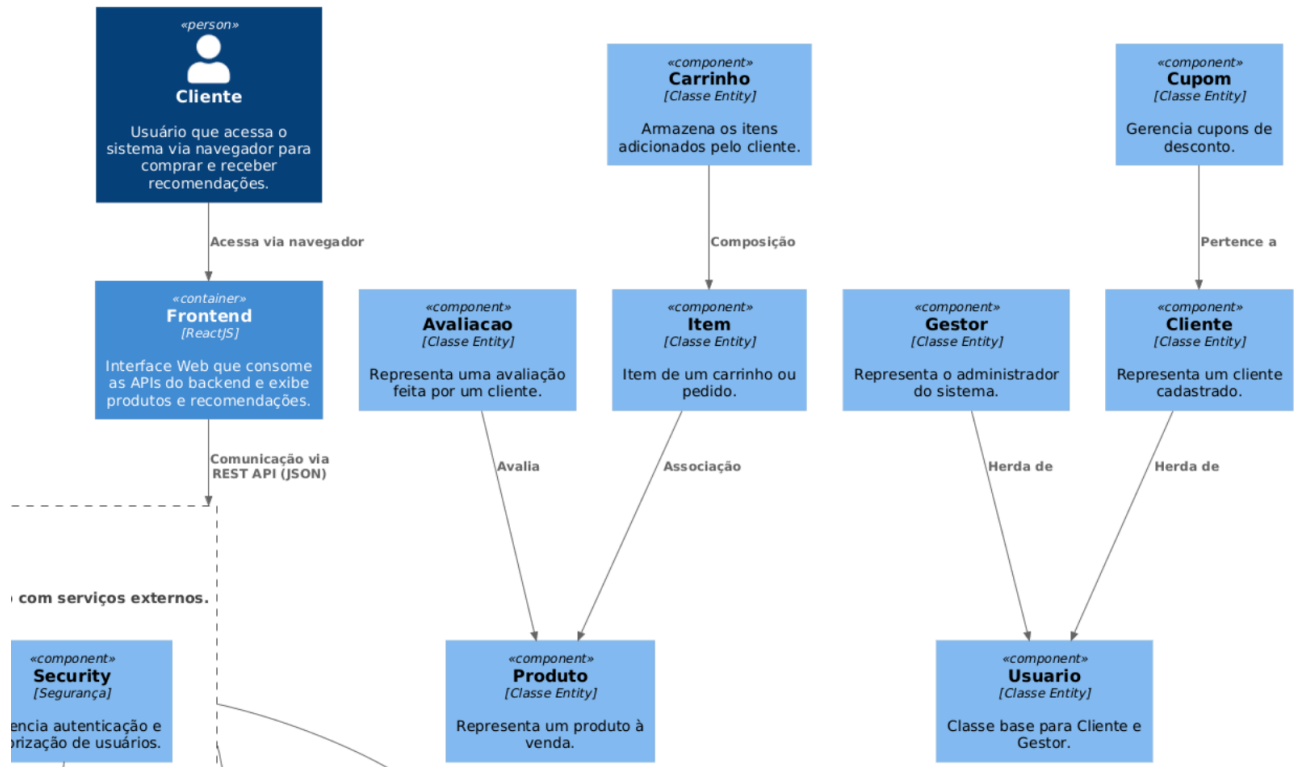 «person»
Cliente
Usuário que acessa o
sistema via navegador para
comprar e receber
recomendações.
«component»
Carrinho
[Classe Entity]
Armazena os itens
adicionados pelo cliente.
«component»
Cupom
[Classe Entity]
Gerencia cupons de
desconto.
Acessa via navegador
Composição
Pertence a
«container»
Frontend
[ReactJS]
Interface Web que consome
as APIs do backend e exibe
produtos e recomendações.
«component»
Avaliacao
[Classe Entity]
Representa uma avaliação
feita por um cliente.
«component»
Item
[Classe Entity]
Item de um carrinho ou
pedido.
«component»
Gestor
[Classe Entity]
Representa o administrador
do sistema.
«component»
Cliente
[Classe Entity]
Representa um cliente
cadastrado.
Comunicação via
REST API (JSON)
Avalia
Associação
Herda de
Herda de
com serviços externos.
«component»
Security
[Segurança]
encia autenticação e
orização de usuários.
«component»
Produto
[Classe Entity]
Representa um produto à
venda.
«component»
Usuario
[Classe Entity]
Classe base para Cliente e
Gestor.